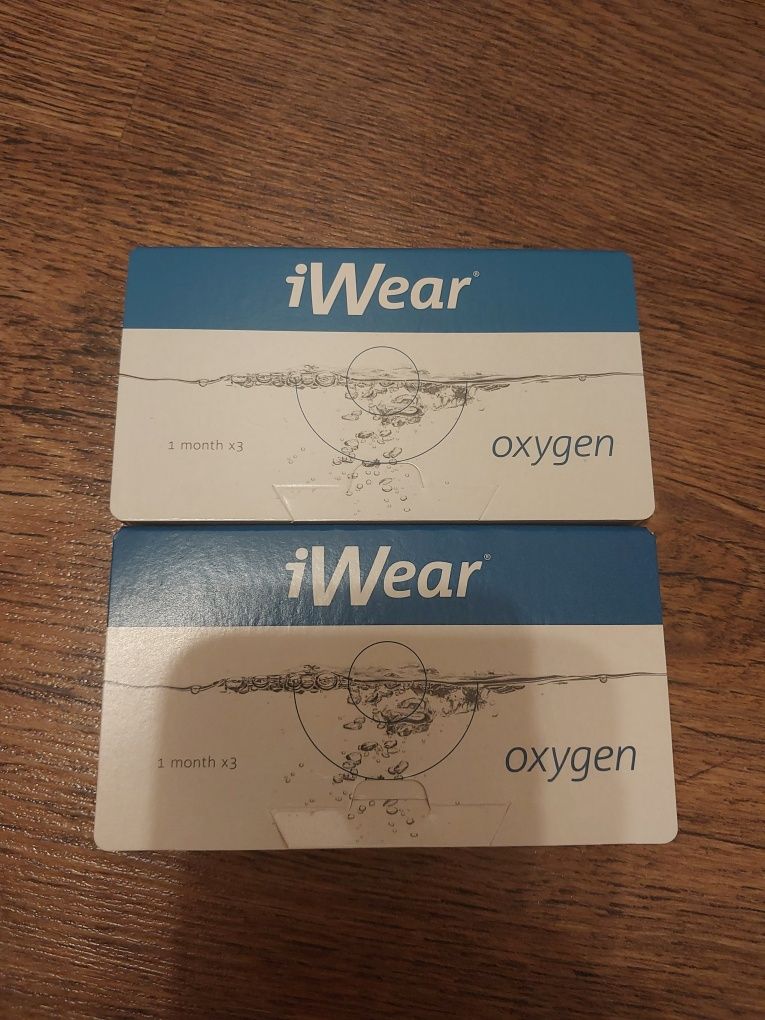 iWear®
1 month x3
oxygen
iWear®
1 month x3
oxygen